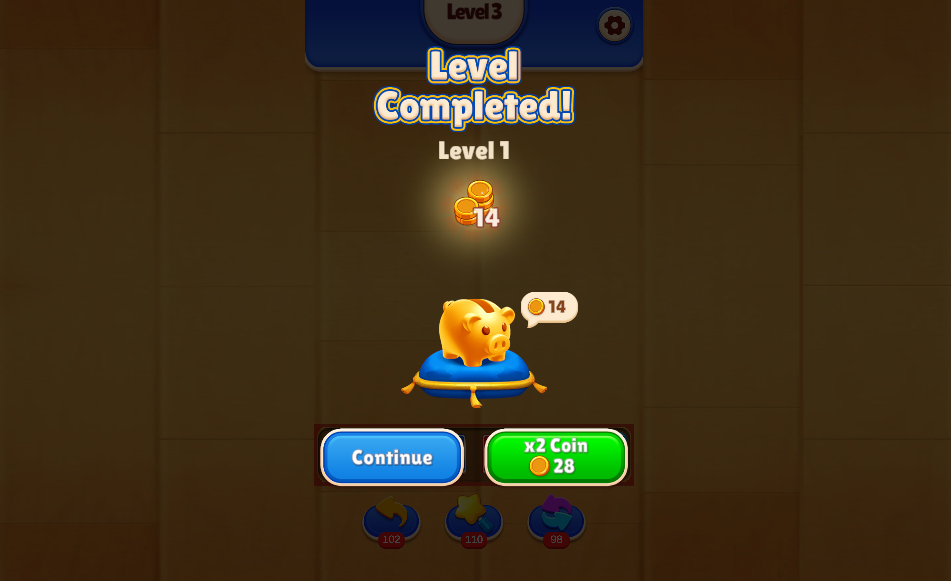 Level 3
Level
Completed!
Level 1
14
14
Continue
x2 Coin
28
102
110
98